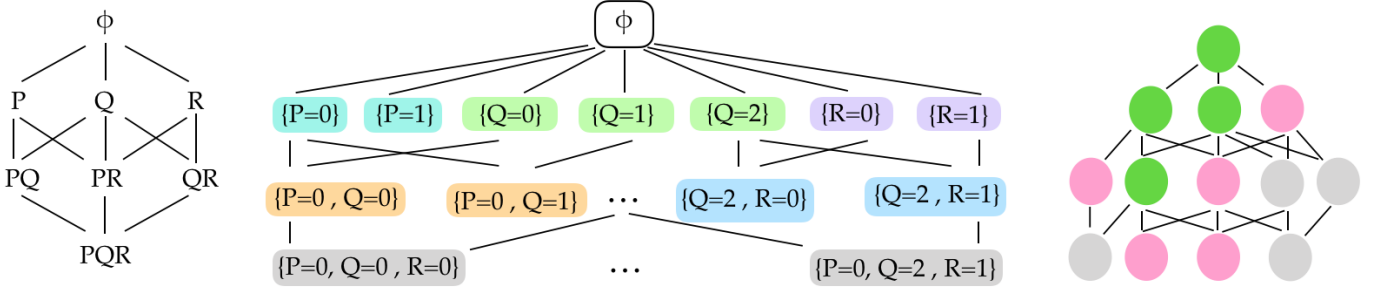 ϕ
P Q R
PQ PR QR
PQR
ϕ
{P=0} {P=1} {Q=0} {Q=1} {Q=2} {R=0} {R=1}
{P=0 , Q=0} {P=0 , Q=1} ... {Q=2 , R=0} {Q=2 , R=1}
{P=0, Q=0 , R=0} ... {P=0, Q=2 , R=1}